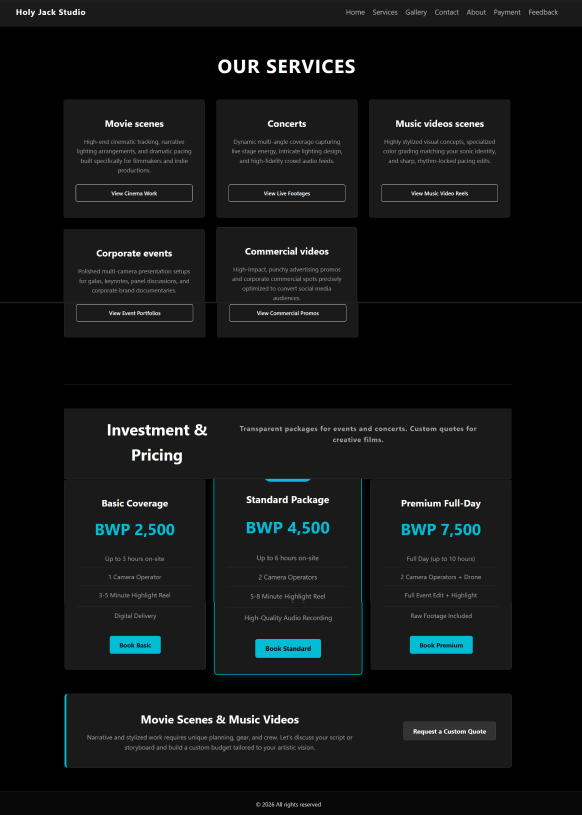 Holy Jack Studio
Home Services Gallery Contact About Payment Feedback
OUR SERVICES
Movie scenes
High-end cinematic tracking, narrative
lighting arrangements, and dramatic pacing
built specifically for filmmakers and indie
productions.
View Cinema Work
Concerts
Dynamic multi-angle coverage capturing
live stage energy, intricate lighting design,
and high-fidelity crowd audio feeds.
View Live Footages
Music videos scenes
Highly stylized visual concepts, specialized
color grading matching your sonic identity,
and sharp, rhythm-locked pacing edits.
View Music Video Reels
Corporate events
Polished multi-camera presentation setups
for galas, keynotes, panel discussions, and
corporate brand documentaries.
View Event Portfolios
Commercial videos
High-impact, punchy advertising promos
and corporate commercial spots precisely
optimized to convert social media
audiences.
View Commercial Promos
Investment &
Pricing
Transparent packages for events and concerts. Custom quotes for
creative films.
Basic Coverage
BWP 2,500
Up to 3 hours on-site
1 Camera Operator
3-5 Minute Highlight Reel
Digital Delivery
Book Basic
Standard Package
BWP 4,500
Up to 6 hours on-site
2 Camera Operators
5-8 Minute Highlight Reel
High-Quality Audio Recording
Book Standard
Premium Full-Day
BWP 7,500
Full Day (up to 10 hours)
2 Camera Operators + Drone
Full Event Edit + Highlight
Raw Footage Included
Book Premium
Movie Scenes & Music Videos
Narrative and stylized work requires unique planning, gear, and crew. Let's discuss your script or
storyboard and build a custom budget tailored to your artistic vision.
Request a Custom Quote
© 2026 All rights reserved